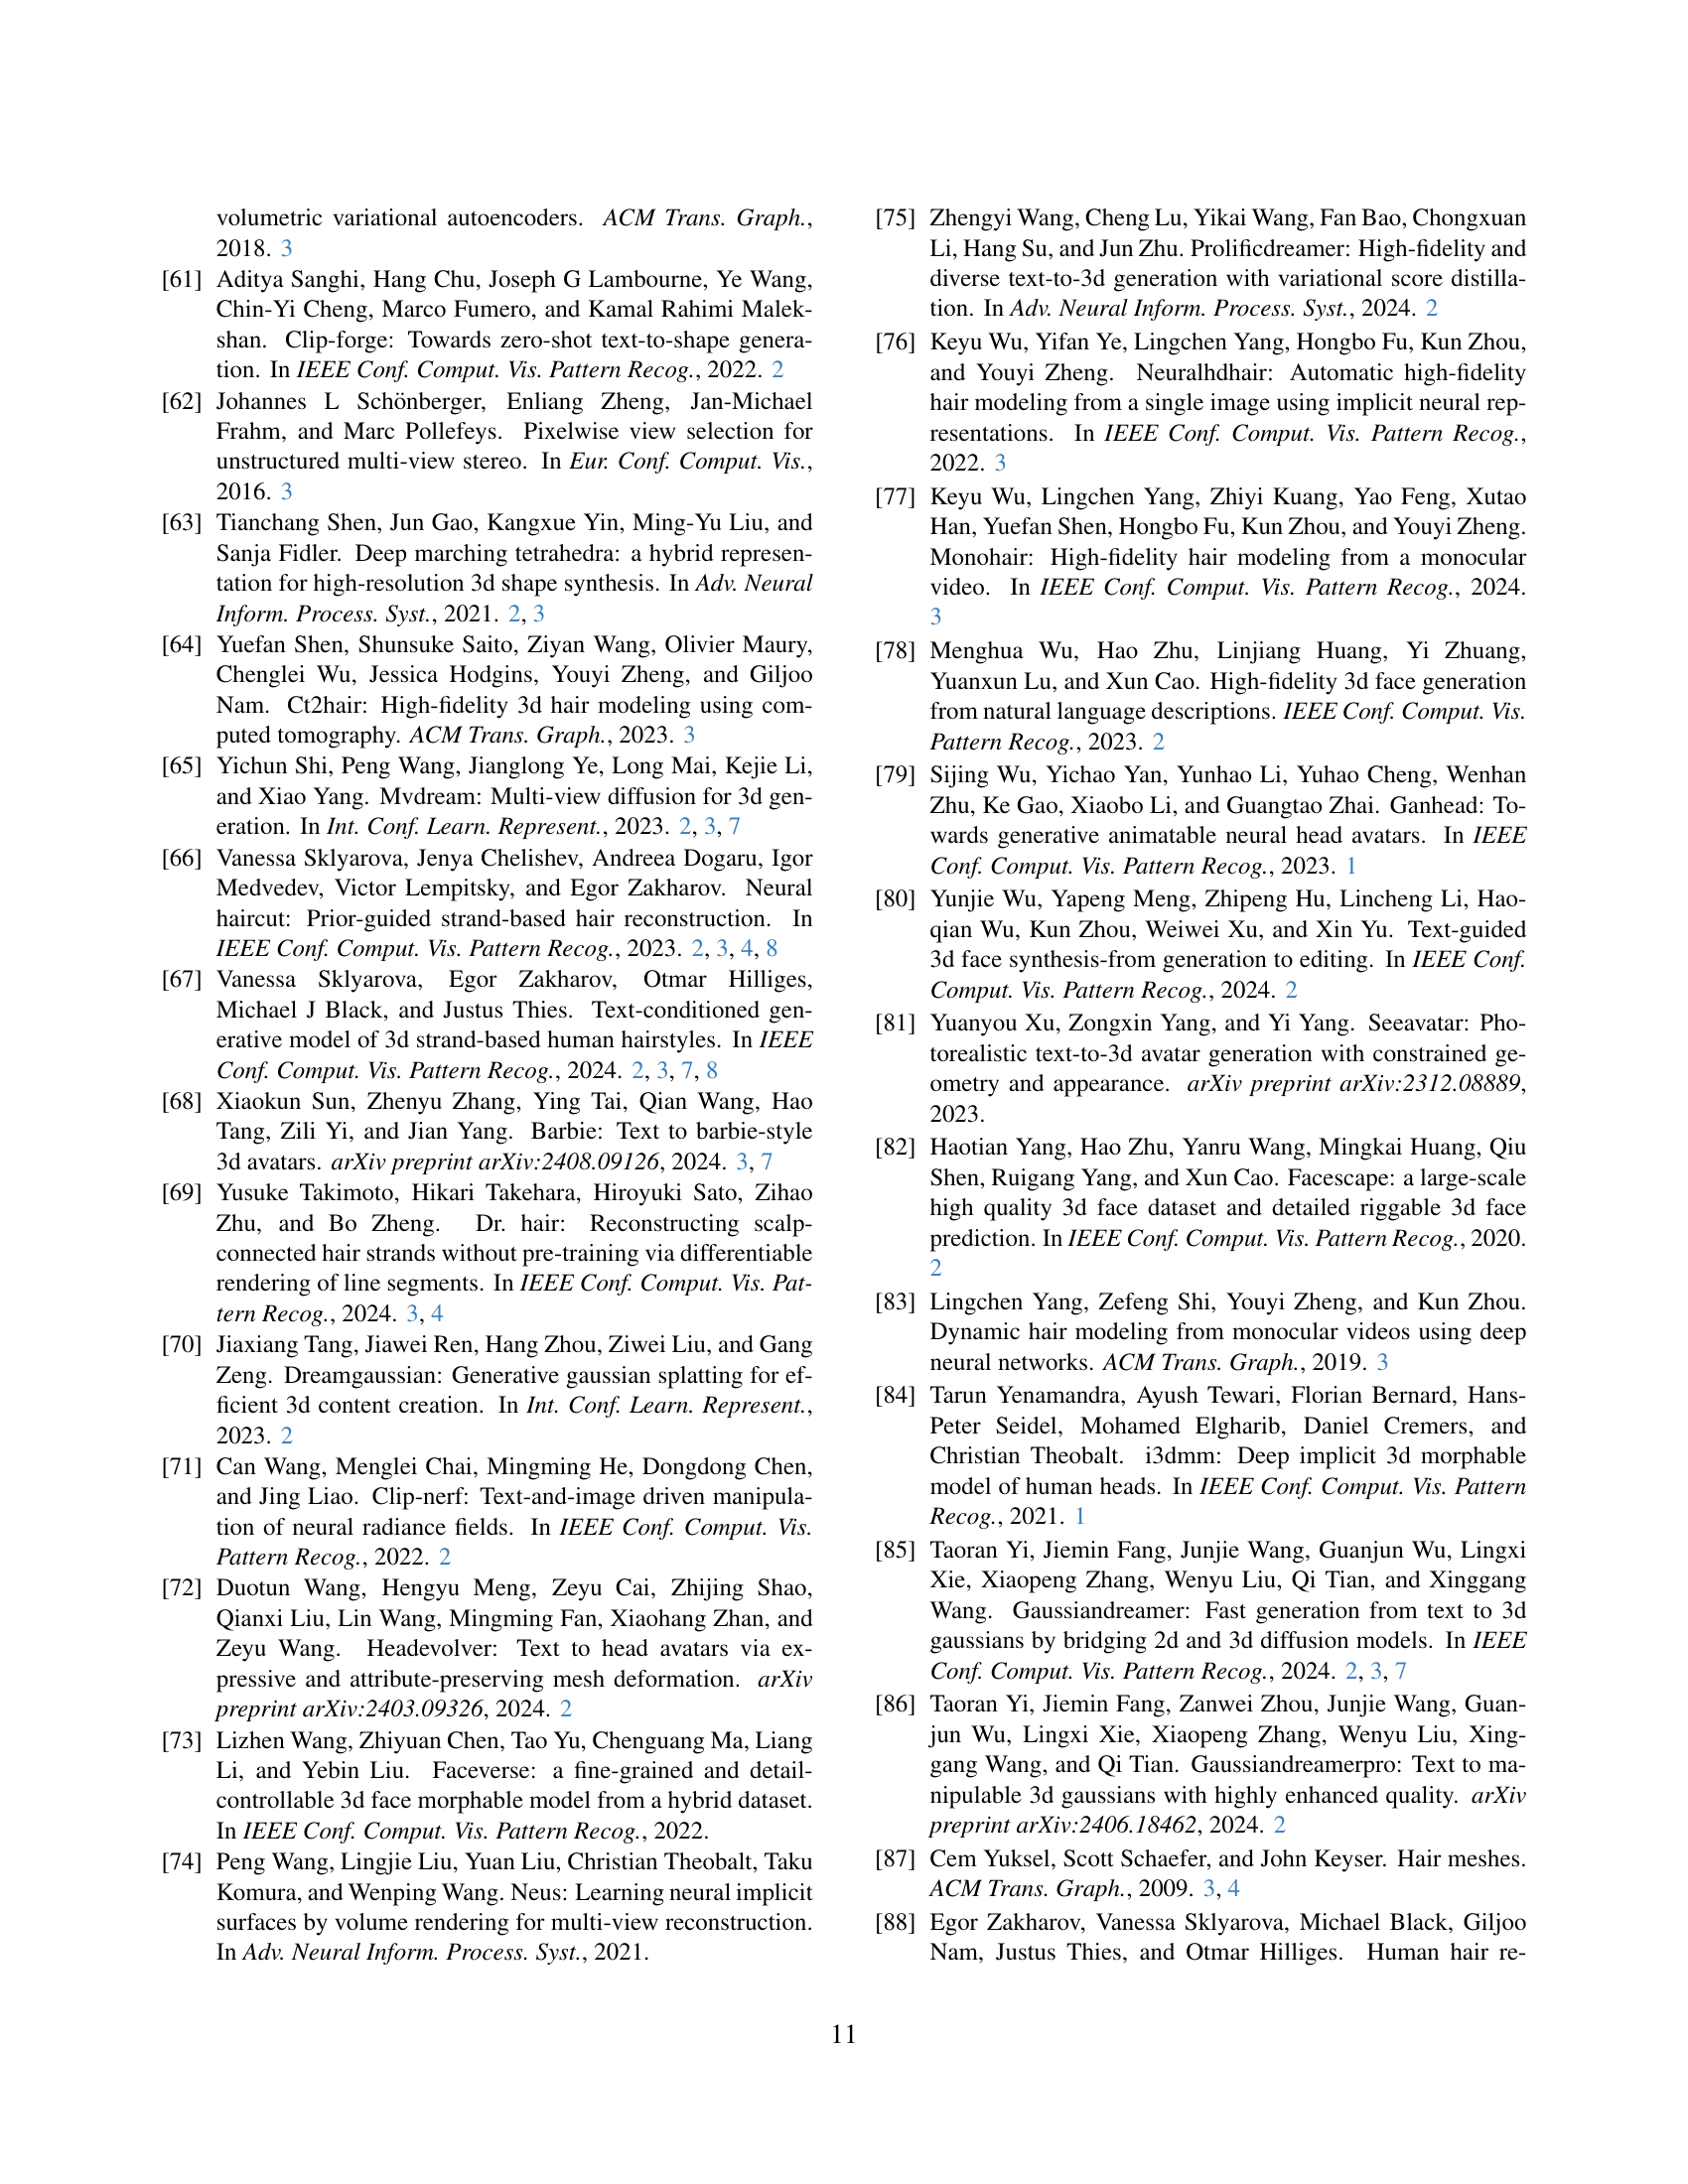 volumetric variational autoencoders. ACM Trans. Graph.,
2018. 3
[61] Aditya Sanghi, Hang Chu, Joseph G Lambourne, Ye Wang,
Chin-Yi Cheng, Marco Fumero, and Kamal Rahimi Malek-
shan. Clip-forge: Towards zero-shot text-to-shape genera-
tion. In IEEE Conf. Comput. Vis. Pattern Recog., 2022. 2
[62] Johannes L Schönberger, Enliang Zheng, Jan-Michael
Frahm, and Marc Pollefeys. Pixelwise view selection for
unstructured multi-view stereo. In Eur. Conf. Comput. Vis.,
2016. 3
[63] Tianchang Shen, Jun Gao, Kangxue Yin, Ming-Yu Liu, and
Sanja Fidler. Deep marching tetrahedra: a hybrid represen-
tation for high-resolution 3d shape synthesis. In Adv. Neural
Inform. Process. Syst., 2021. 2, 3
[64] Yuefan Shen, Shunsuke Saito, Ziyan Wang, Olivier Maury,
Chenglei Wu, Jessica Hodgins, Youyi Zheng, and Giljoo
Nam. Ct2hair: High-fidelity 3d hair modeling using com-
puted tomography. ACM Trans. Graph., 2023. 3
[65] Yichun Shi, Peng Wang, Jianglong Ye, Long Mai, Kejie Li,
and Xiao Yang. Mvdream: Multi-view diffusion for 3d gen-
eration. In Int. Conf. Learn. Represent., 2023. 2, 3, 7
[66] Vanessa Sklyarova, Jenya Chelishev, Andreea Dogaru, Igor
Medvedev, Victor Lempitsky, and Egor Zakharov. Neural
haircut: Prior-guided strand-based hair reconstruction. In
IEEE Conf. Comput. Vis. Pattern Recog., 2023. 2, 3, 4, 8
[67] Vanessa Sklyarova, Egor Zakharov, Otmar Hilliges,
Michael J Black, and Justus Thies. Text-conditioned gen-
erative model of 3d strand-based human hairstyles. In IEEE
Conf. Comput. Vis. Pattern Recog., 2024. 2, 3, 7, 8
[68] Xiaokun Sun, Zhenyu Zhang, Ying Tai, Qian Wang, Hao
Tang, Zili Yi, and Jian Yang. Barbie: Text to barbie-style
3d avatars. arXiv preprint arXiv:2408.09126, 2024. 3, 7
[69] Yusuke Takimoto, Hikari Takehara, Hiroyuki Sato, Zihao
Zhu, and Bo Zheng. Dr. hair: Reconstructing scalp-
connected hair strands without pre-training via differentiable
rendering of line segments. In IEEE Conf. Comput. Vis. Pat-
tern Recog., 2024. 3, 4
[70] Jiaxiang Tang, Jiawei Ren, Hang Zhou, Ziwei Liu, and Gang
Zeng. Dreamgaussian: Generative gaussian splatting for ef-
ficient 3d content creation. In Int. Conf. Learn. Represent.,
2023. 2
[71] Can Wang, Menglei Chai, Mingming He, Dongdong Chen,
and Jing Liao. Clip-nerf: Text-and-image driven manipula-
tion of neural radiance fields. In IEEE Conf. Comput. Vis.
Pattern Recog., 2022. 2
[72] Duotun Wang, Hengyu Meng, Zeyu Cai, Zhijing Shao,
Qianxi Liu, Lin Wang, Mingming Fan, Xiaohang Zhan, and
Zeyu Wang. Headevolver: Text to head avatars via ex-
pressive and attribute-preserving mesh deformation. arXiv
preprint arXiv:2403.09326, 2024. 2
[73] Lizhen Wang, Zhiyuan Chen, Tao Yu, Chenguang Ma, Liang
Li, and Yebin Liu. Faceverse: a fine-grained and detail-
controllable 3d face morphable model from a hybrid dataset.
In IEEE Conf. Comput. Vis. Pattern Recog., 2022.
[74] Peng Wang, Lingjie Liu, Yuan Liu, Christian Theobalt, Taku
Komura, and Wenping Wang. Neus: Learning neural implicit
surfaces by volume rendering for multi-view reconstruction.
In Adv. Neural Inform. Process. Syst., 2021.
[75] Zhengyi Wang, Cheng Lu, Yikai Wang, Fan Bao, Chongxuan
Li, Hang Su, and Jun Zhu. Prolificdreamer: High-fidelity and
diverse text-to-3d generation with variational score distilla-
tion. In Adv. Neural Inform. Process. Syst., 2024. 2
[76] Keyu Wu, Yifan Ye, Lingchen Yang, Hongbo Fu, Kun Zhou,
and Youyi Zheng. Neuralhdhair: Automatic high-fidelity
hair modeling from a single image using implicit neural rep-
resentations. In IEEE Conf. Comput. Vis. Pattern Recog.,
2022. 3
[77] Keyu Wu, Lingchen Yang, Zhiyi Kuang, Yao Feng, Xutao
Han, Yuefan Shen, Hongbo Fu, Kun Zhou, and Youyi Zheng.
Monohair: High-fidelity hair modeling from a monocular
video. In IEEE Conf. Comput. Vis. Pattern Recog., 2024.
3
[78] Menghua Wu, Hao Zhu, Linjiang Huang, Yi Zhuang,
Yuanxun Lu, and Xun Cao. High-fidelity 3d face generation
from natural language descriptions. IEEE Conf. Comput. Vis.
Pattern Recog., 2023. 2
[79] Sijing Wu, Yichao Yan, Yunhao Li, Yuhao Cheng, Wenhan
Zhu, Ke Gao, Xiaobo Li, and Guangtao Zhai. Ganhead: To-
wards generative animatable neural head avatars. In IEEE
Conf. Comput. Vis. Pattern Recog., 2023. 1
[80] Yunjie Wu, Yapeng Meng, Zhipeng Hu, Lincheng Li, Hao-
qian Wu, Kun Zhou, Weiwei Xu, and Xin Yu. Text-guided
3d face synthesis-from generation to editing. In IEEE Conf.
Comput. Vis. Pattern Recog., 2024. 2
[81] Yuanyou Xu, Zongxin Yang, and Yi Yang. Seeavatar: Pho-
torealistic text-to-3d avatar generation with constrained ge-
ometry and appearance. arXiv preprint arXiv:2312.08889,
2023.
[82] Haotian Yang, Hao Zhu, Yanru Wang, Mingkai Huang, Qiu
Shen, Ruigang Yang, and Xun Cao. Facescape: a large-scale
high quality 3d face dataset and detailed riggable 3d face
prediction. In IEEE Conf. Comput. Vis. Pattern Recog., 2020.
2
[83] Lingchen Yang, Zefeng Shi, Youyi Zheng, and Kun Zhou.
Dynamic hair modeling from monocular videos using deep
neural networks. ACM Trans. Graph., 2019. 3
[84] Tarun Yenamandra, Ayush Tewari, Florian Bernard, Hans-
Peter Seidel, Mohamed Elgharib, Daniel Cremers, and
Christian Theobalt. i3dmm: Deep implicit 3d morphable
model of human heads. In IEEE Conf. Comput. Vis. Pattern
Recog., 2021. 1
[85] Taoran Yi, Jiemin Fang, Junjie Wang, Guanjun Wu, Lingxi
Xie, Xiaopeng Zhang, Wenyu Liu, Qi Tian, and Xinggang
Wang. Gaussiandreamer: Fast generation from text to 3d
gaussians by bridging 2d and 3d diffusion models. In IEEE
Conf. Comput. Vis. Pattern Recog., 2024. 2, 3, 7
[86] Taoran Yi, Jiemin Fang, Zanwei Zhou, Junjie Wang, Guan-
jun Wu, Lingxi Xie, Xiaopeng Zhang, Wenyu Liu, Xing-
gang Wang, and Qi Tian. Gaussiandreamerpro: Text to ma-
nipulable 3d gaussians with highly enhanced quality. arXiv
preprint arXiv:2406.18462, 2024. 2
[87] Cem Yuksel, Scott Schaefer, and John Keyser. Hair meshes.
ACM Trans. Graph., 2009. 3, 4
[88] Egor Zakharov, Vanessa Sklyarova, Michael Black, Giljoo
Nam, Justus Thies, and Otmar Hilliges. Human hair re-
11